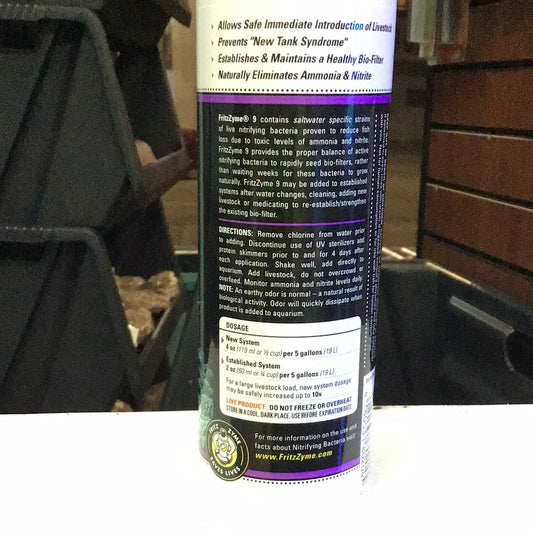 › Allows Safe Immediate Introduction of Livestock
› Prevents "New Tank Syndrome"
› Establishes & Maintains a Healthy Bio-Filter
› Naturally Eliminates Ammonia & Nitrite
FritzZyme® 9 contains saltwater specific strains
of live nitrifying bacteria proven to reduce fish
loss due to toxic levels of ammonia and nitrite.
FritzZyme 9 provides the proper balance of active
nitrifying bacteria to rapidly seed bio-filters, rather
than waiting weeks for these bacteria to grow
naturally. FritzZyme 9 may be added to established
systems after water changes, cleaning, adding new
livestock or medicating to re-establish/strengthen
the existing bio-filter.
DIRECTIONS: Remove chlorine from water prior
to adding. Discontinue use of UV sterilizers and
protein skimmers prior to and for 4 days after
each application. Shake well, add directly to
aquarium. Add livestock, do not overcrowd or
overfeed. Monitor ammonia and nitrite levels daily.
NOTE: An earthy odor is normal – a natural result of
biological activity. Odor will quickly dissipate when
product is added to aquarium.
DOSAGE
New System
4 oz (119 ml or ½ cup) per 5 gallons (19 L)
Established System
2 oz (60 ml or ¼ cup) per 5 gallons (19 L)
For a large livestock load, new system dosage
may be safely increased up to 10x.
LIVE PRODUCT: DO NOT FREEZE OR OVERHEAT
STORE IN A COOL, DARK PLACE. USE BEFORE EXPIRATION DATE
For more information on the use and
facts about Nitrifying Bacteria visit:
www.FritzZyme.com
FRITZ ZYME
SAVES LIVES